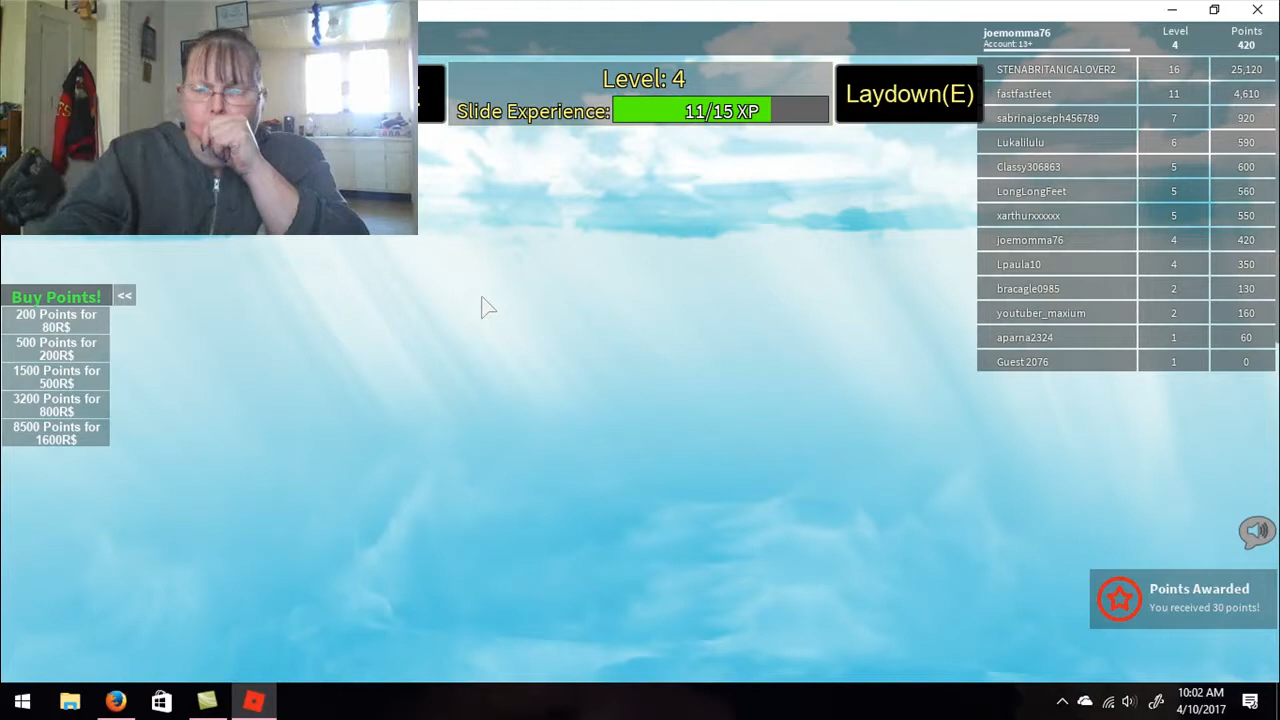 joemomma76
Account: 13+
Level
4
Points
420
Level: 4
Slide Experience: 11/15 XP
Laydown(E)
STENABRITANICALOVER2 16 25,120
fastfastfeet 11 4,610
sabrinajoseph456789 7 920
Lukalilulu 6 590
Classy306863 5 600
LongLongFeet 5 560
xarthurxxxxxx 5 550
joemomma76 4 420
Lpaula10 4 350
bracagle0985 2 130
youtuber_maxium 2 160
aparna2324 1 60
Guest 2076 1 0
Buy Points! <<
200 Points for
80R$
500 Points for
200R$
1500 Points for
500R$
3200 Points for
800R$
8500 Points for
1600R$
Points Awarded
You received 30 points!
10:02 AM
4/10/2017